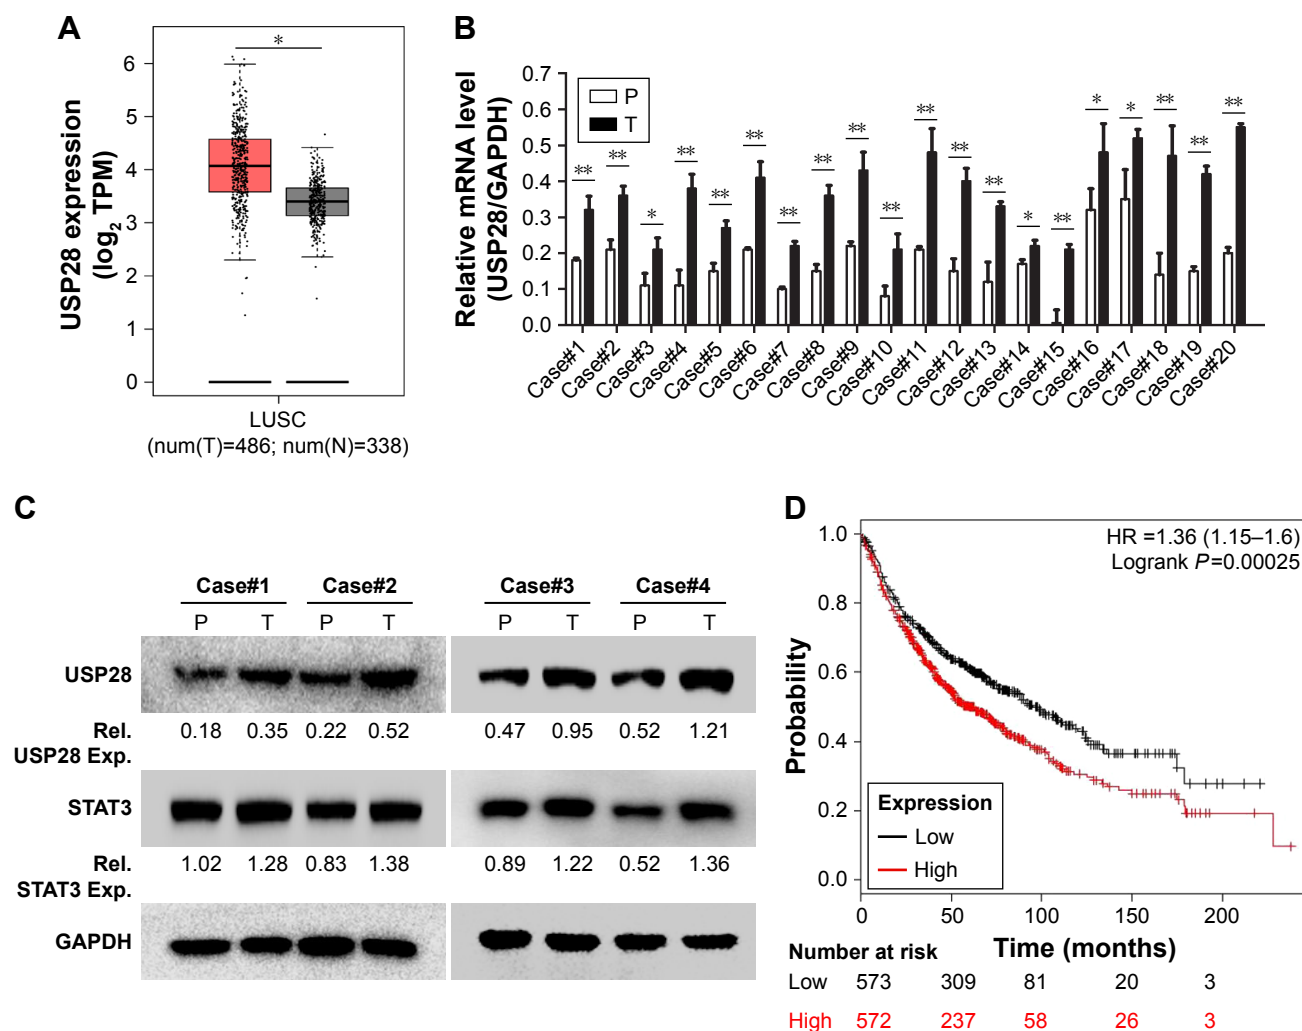 A
USP28 expression
(log2 TPM)
6
5
4
3
2
1
0
*
LUSC
(num(T)=486; num(N)=338)
B
Relative mRNA level
(USP28/GAPDH)
0.7
0.6
0.5
0.4
0.3
0.2
0.1
0.0
P
T
** ** * ** ** ** ** ** ** ** ** ** ** * ** * * ** ** **
Case#1 Case#2 Case#3 Case#4 Case#5 Case#6 Case#7 Case#8 Case#9 Case#10 Case#11 Case#12 Case#13 Case#14 Case#15 Case#16 Case#17 Case#18 Case#19 Case#20
C
Case#1 Case#2 Case#3 Case#4
P T P T P T P T
USP28
Rel. 0.18 0.35 0.22 0.52 0.47 0.95 0.52 1.21
USP28 Exp.
STAT3
Rel. 1.02 1.28 0.83 1.38 0.89 1.22 0.52 1.36
STAT3 Exp.
GAPDH
D
HR =1.36 (1.15–1.6)
Logrank P=0.00025
Probability
1.0
0.8
0.6
0.4
0.2
0.0
Expression
Low
High
0 50 100 150 200
Time (months)
Number at risk
Low 573 309 81 20 3
High 572 237 58 26 3